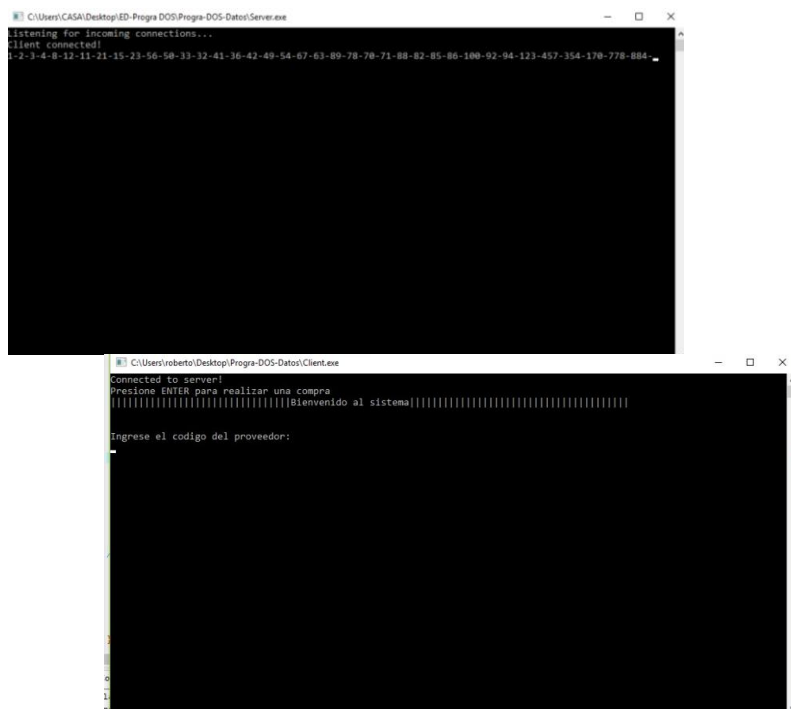 C:\Users\CASA\Desktop\ED-Progra DOS\Progra-DOS-Datos\Server.exe
Listening for incoming connections...
Client connected!
1-2-3-4-8-12-11-21-15-23-56-50-33-32-41-36-42-49-54-67-63-89-78-70-71-88-82-85-86-100-92-94-123-457-354-170-778-884-
C:\Users\roberto\Desktop\Progra-DOS-Datos\Client.exe
Connected to server!
Presione ENTER para realizar una compra
||||||||||||||||||||||||||||||||Bienvenido al sistema|||||||||||||||||||||||||||||||||||||||
Ingrese el codigo del proveedor: